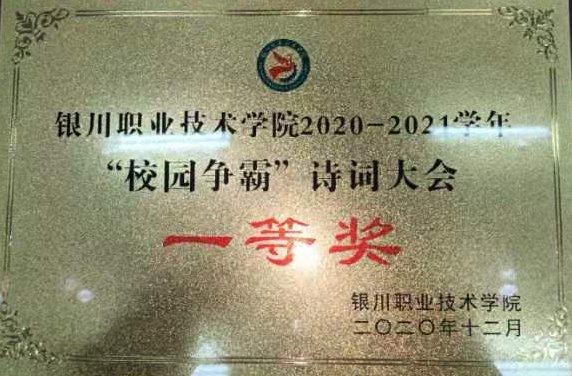 银川职业技术学院2020-2021学年
“校园争霸”诗词大会
一等奖
银川职业技术学院
二〇二〇年十二月